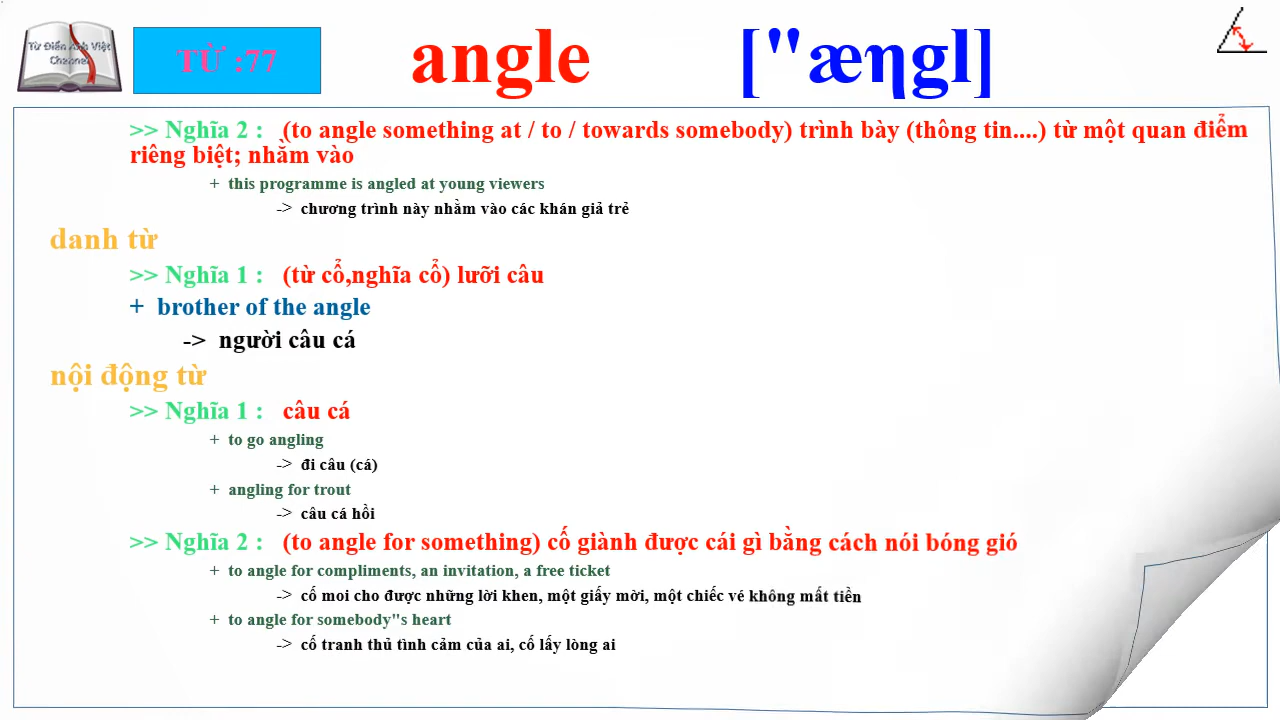 Từ Điển Anh Việt
Channel
TỪ :77
angle
["æηgl]
>> Nghĩa 2 : (to angle something at / to / towards somebody) trình bày (thông tin....) từ một quan điểm
riêng biệt; nhằm vào
+ this programme is angled at young viewers
-> chương trình này nhằm vào các khán giả trẻ
danh từ
>> Nghĩa 1 : (từ cổ,nghĩa cổ) lưỡi câu
+ brother of the angle
-> người câu cá
nội động từ
>> Nghĩa 1 : câu cá
+ to go angling
-> đi câu (cá)
+ angling for trout
-> câu cá hồi
>> Nghĩa 2 : (to angle for something) cố giành được cái gì bằng cách nói bóng gió
+ to angle for compliments, an invitation, a free ticket
-> cố moi cho được những lời khen, một giấy mời, một chiếc vé không mất tiền
+ to angle for somebody"s heart
-> cố tranh thủ tình cảm của ai, cố lấy lòng ai